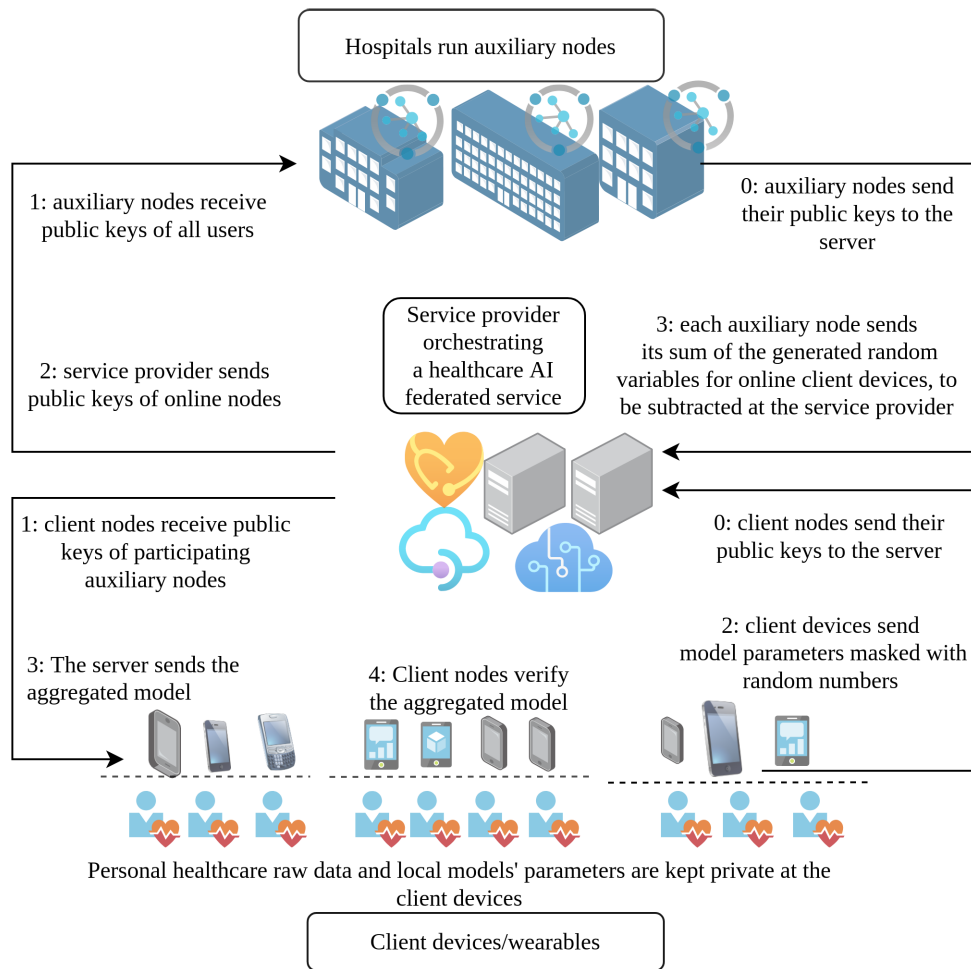 Hospitals run auxiliary nodes
1: auxiliary nodes receive
public keys of all users
0: auxiliary nodes send
their public keys to the
server
2: service provider sends
public keys of online nodes
Service provider
orchestrating
a healthcare AI
federated service
3: each auxiliary node sends
its sum of the generated random
variables for online client devices, to
be subtracted at the service provider
1: client nodes receive public
keys of participating
auxiliary nodes
0: client nodes send their
public keys to the server
3: The server sends the
aggregated model
4: Client nodes verify
the aggregated model
2: client devices send
model parameters masked with
random numbers
Personal healthcare raw data and local models' parameters are kept private at the
client devices
Client devices/wearables